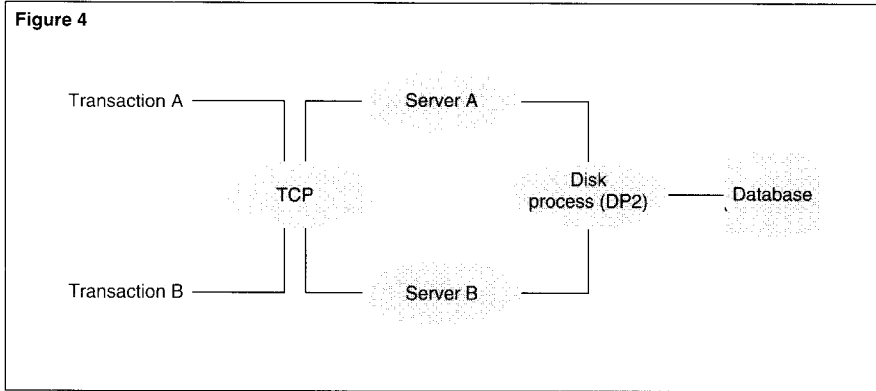 Figure 4
Transaction A
Server A
TCP
Disk
process (DP2)
Database
Transaction B
Server B